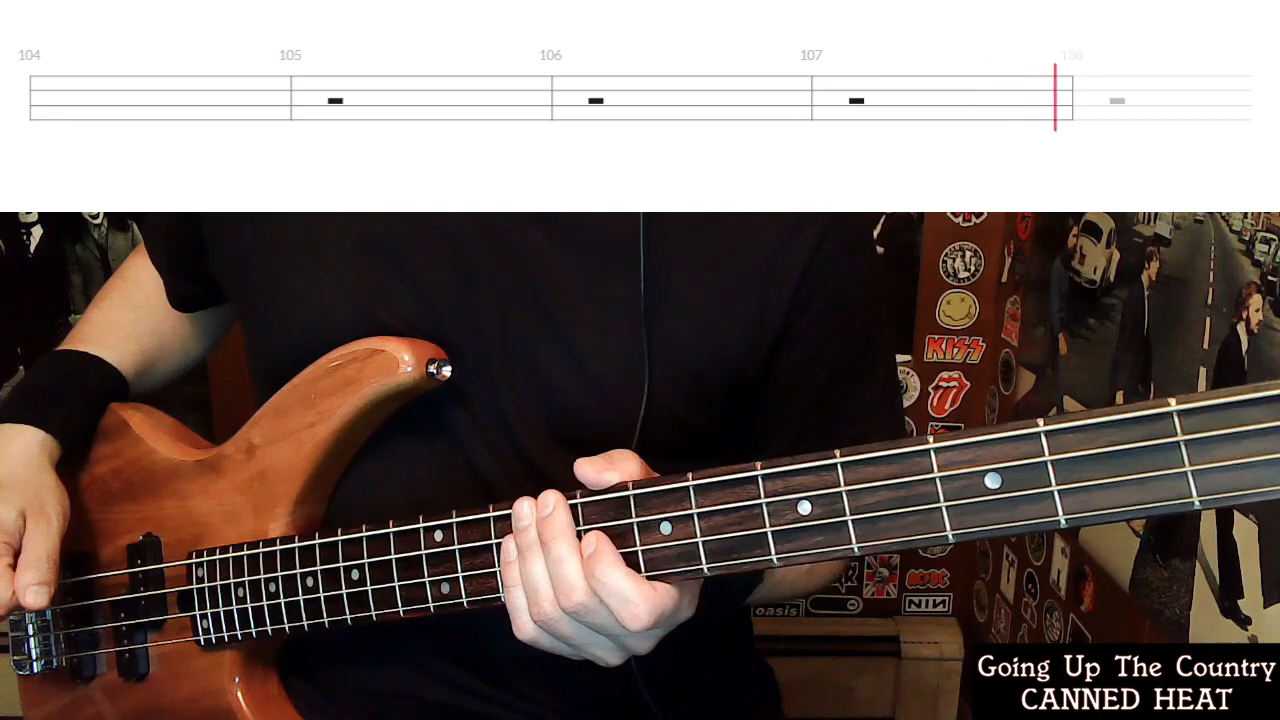 104 105 106 107 108
KISS
AC DC
oasis
NIN
Going Up The Country
CANNED HEAT